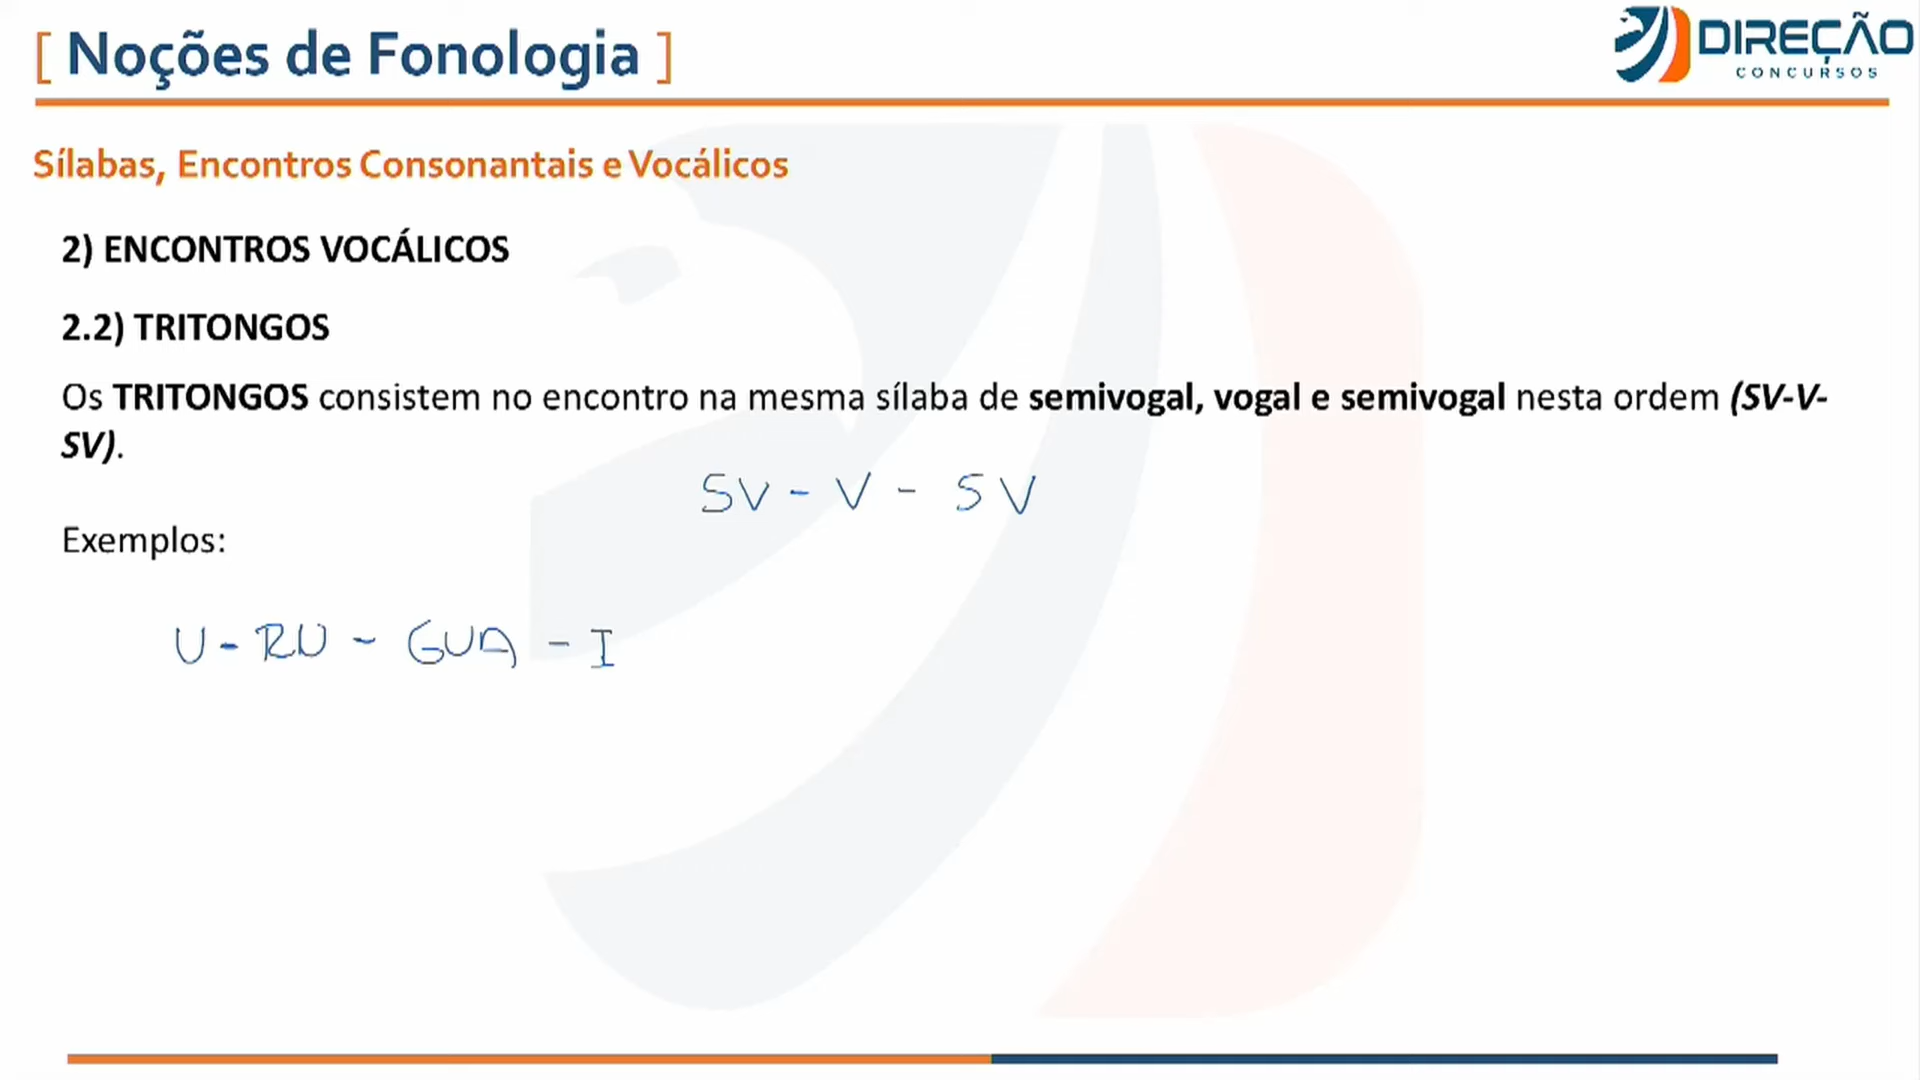 [ Noções de Fonologia ]
DIREÇÃO
CONCURSOS
Sílabas, Encontros Consonantais e Vocálicos
2) ENCONTROS VOCÁLICOS
2.2) TRITONGOS
Os TRITONGOS consistem no encontro na mesma sílaba de semivogal, vogal e semivogal nesta ordem (SV-V-
SV).
SV - V - SV
Exemplos:
U - RU - GUA - I